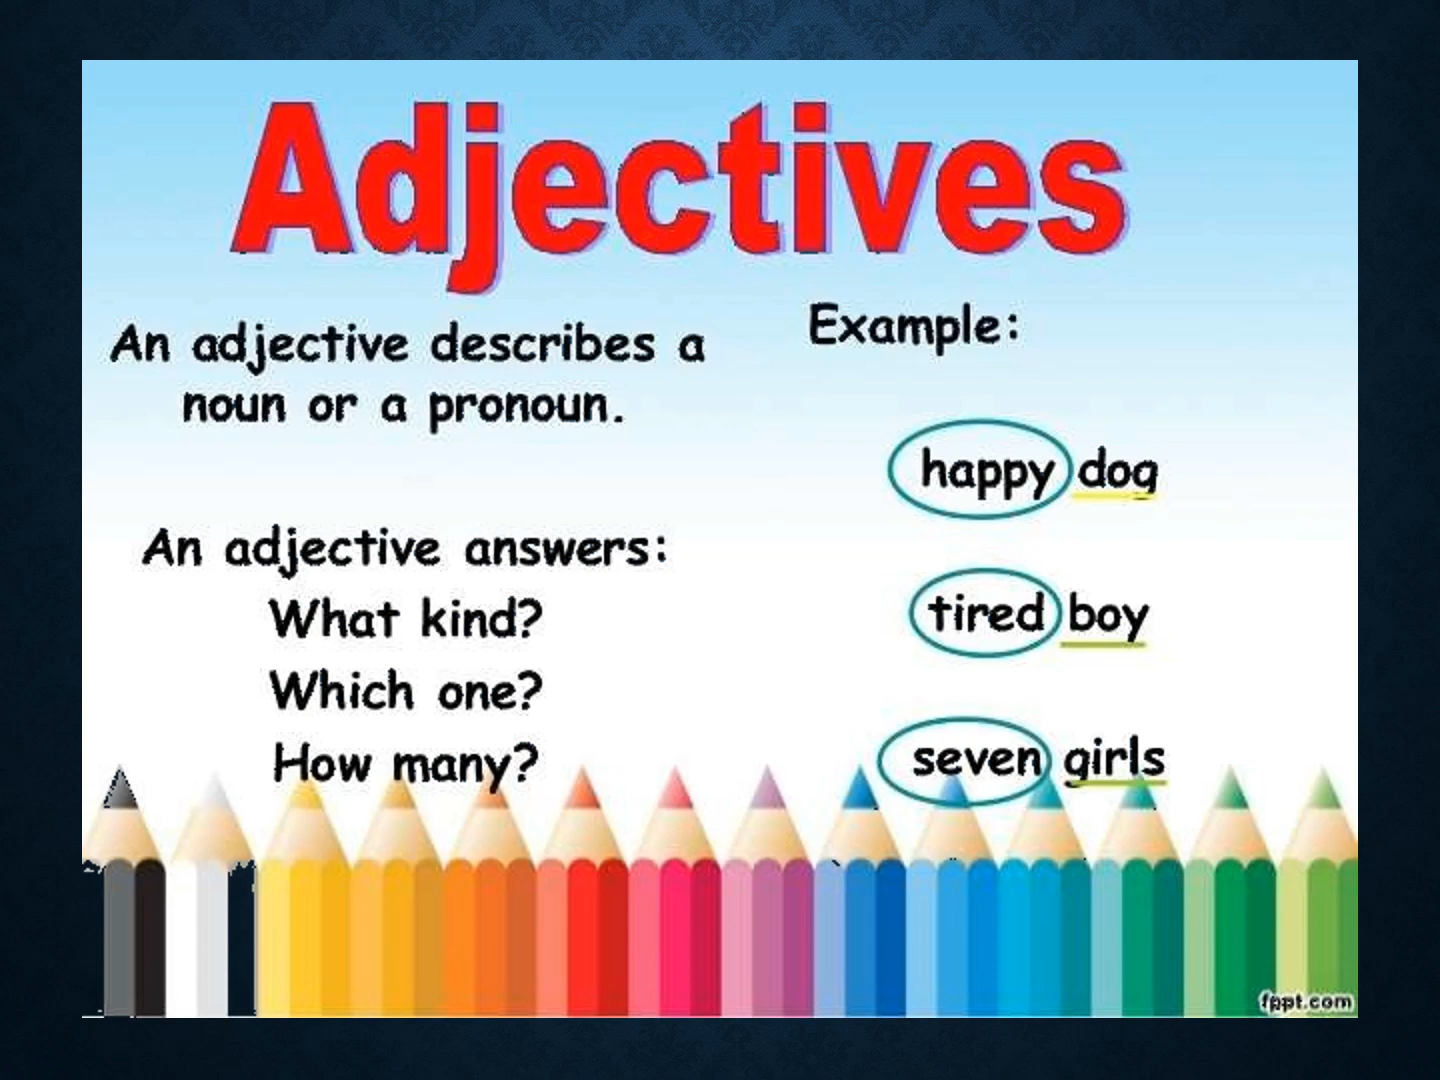 Adjectives
An adjective describes a
noun or a pronoun.
An adjective answers:
What kind?
Which one?
How many?
Example:
happy dog
tired boy
seven girls
fppt.com